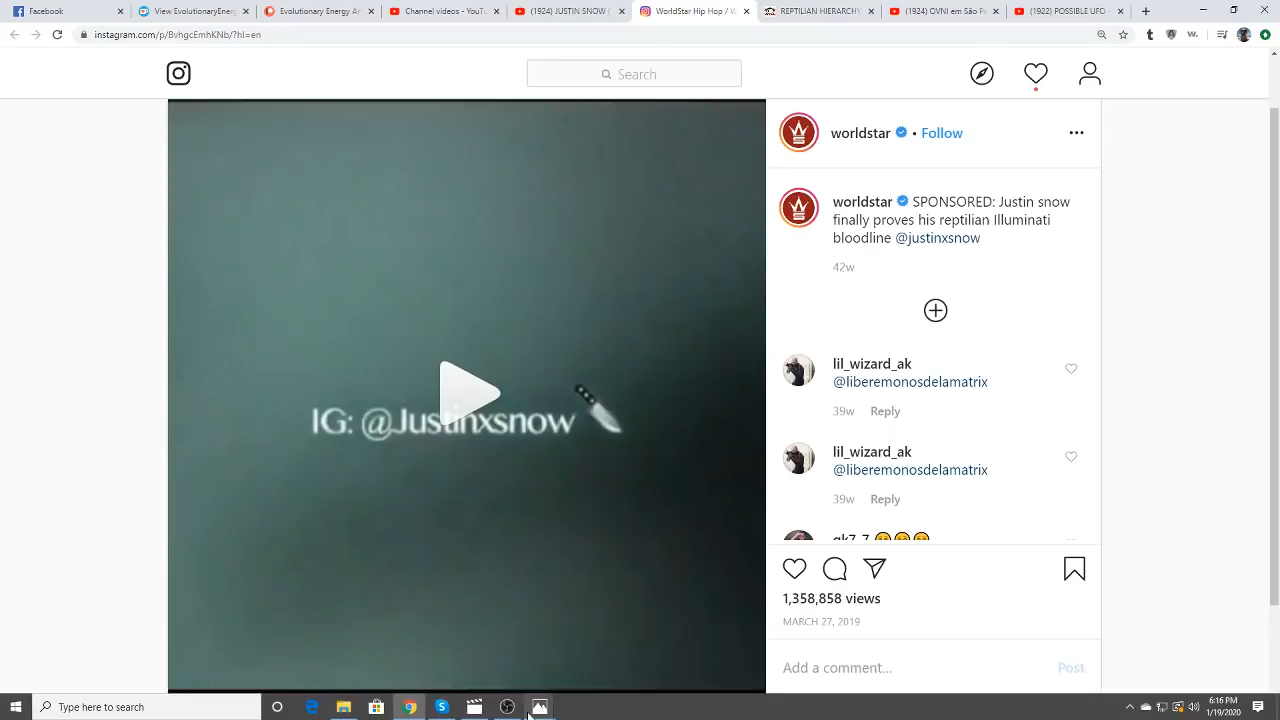 Facebook
View EvolutionaryEnerg
Evolutionary Energy Ar
Channel videos - YouTu
(1924) JUSTIN SNOW (
WorldStar Hip Hop / W
REPTILIAN HIERARCHY
(1924) OVNI em São Pa
(1922) POSSIBLE UFO -
instagram.com/p/BvhgcEmhKNb/?hl=en
Search
worldstar • Follow
worldstar SPONSORED: Justin snow
finally proves his reptilian Illuminati
bloodline @justinxsnow
42w
lil_wizard_ak
@liberemonosdelamatrix
39w Reply
lil_wizard_ak
@liberemonosdelamatrix
39w Reply
IG: @Justinxsnow
1,358,858 views
MARCH 27, 2019
Add a comment... Post
Type here to search
6:16 PM
1/19/2020